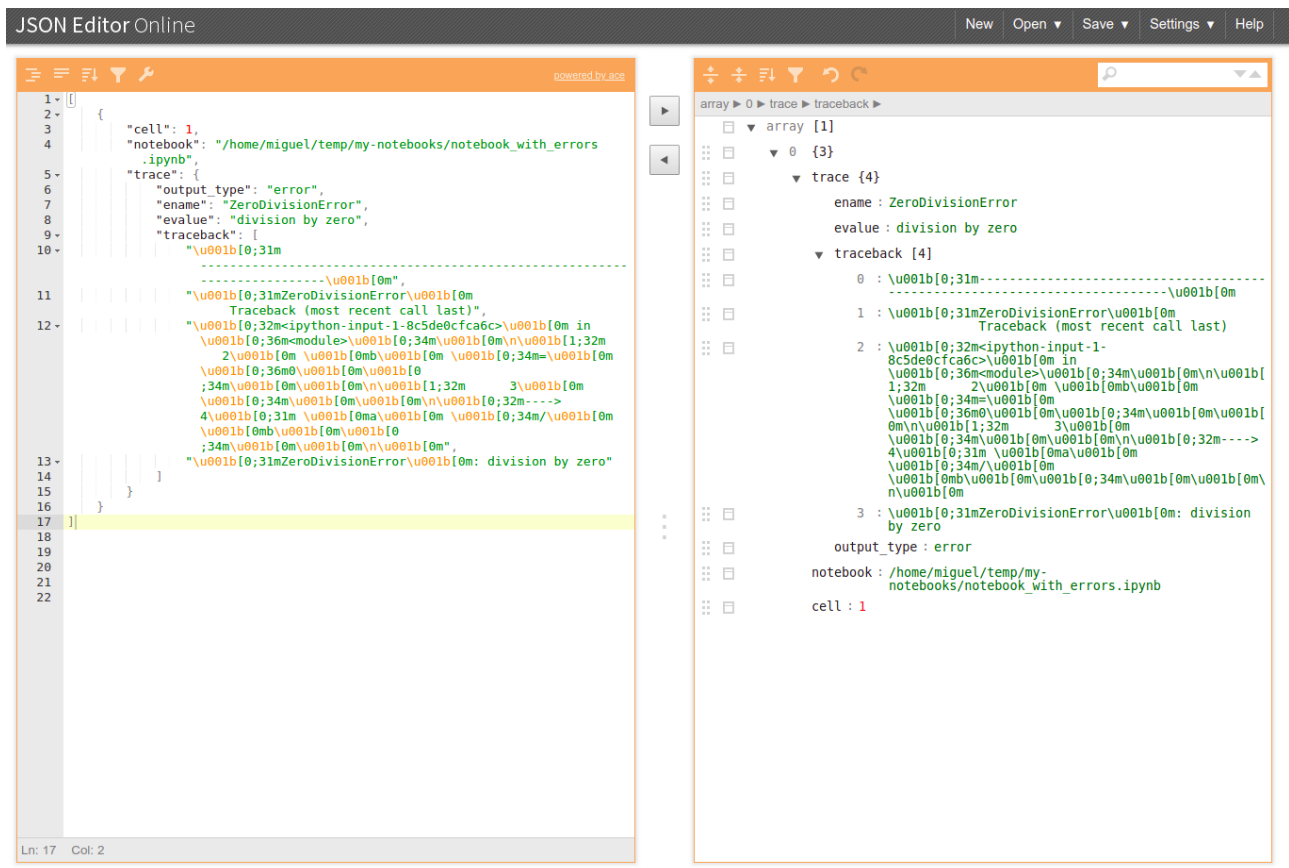 JSON Editor Online
New Open ▼ Save ▼ Settings ▼ Help
powered by ace
1 [
2 {
3 "cell": 1,
4 "notebook": "/home/miguel/temp/my-notebooks/notebook_with_errors
.ipynb",
5 "trace": {
6 "output_type": "error",
7 "ename": "ZeroDivisionError",
8 "evalue": "division by zero",
9 "traceback": [
10 "\u001b[0;31m
----------------------------------------------------------
-----------------\u001b[0m",
11 "\u001b[0;31mZeroDivisionError\u001b[0m
Traceback (most recent call last)",
12 "\u001b[0;32m<ipython-input-1-8c5de0cfca6c>\u001b[0m in
\u001b[0;36m<module>\u001b[0;34m\u001b[0m\n\u001b[1;32m
2\u001b[0m \u001b[0mb\u001b[0m \u001b[0;34m=\u001b[0m
\u001b[0;36m0\u001b[0m\u001b[0
;34m\u001b[0m\u001b[0m\n\u001b[1;32m      3\u001b[0m
\u001b[0;34m\u001b[0m\u001b[0m\n\u001b[0;32m---->
4\u001b[0;31m \u001b[0ma\u001b[0m \u001b[0;34m/\u001b[0m
\u001b[0mb\u001b[0m\u001b[0
;34m\u001b[0m\u001b[0m\n\u001b[0m",
13 "\u001b[0;31mZeroDivisionError\u001b[0m: division by zero"
14 ]
15 }
16 }
17 ]
18
19
20
21
22
Ln: 17 Col: 2
array ► 0 ► trace ► traceback ►
▼ array [1]
▼ 0 {3}
▼ trace {4}
ename : ZeroDivisionError
evalue : division by zero
▼ traceback [4]
0 : \u001b[0;31m---------------------------------------
--------------------------------------\u001b[0m
1 : \u001b[0;31mZeroDivisionError\u001b[0m
Traceback (most recent call last)
2 : \u001b[0;32m<ipython-input-1-
8c5de0cfca6c>\u001b[0m in
\u001b[0;36m<module>\u001b[0;34m\u001b[0m\n\u001b[
1;32m      2\u001b[0m \u001b[0mb\u001b[0m
\u001b[0;34m=\u001b[0m
\u001b[0;36m0\u001b[0m\u001b[0;34m\u001b[0m\u001b[
0m\n\u001b[1;32m      3\u001b[0m
\u001b[0;34m\u001b[0m\u001b[0m\n\u001b[0;32m---->
4\u001b[0;31m \u001b[0ma\u001b[0m
\u001b[0;34m/\u001b[0m
\u001b[0mb\u001b[0m\u001b[0;34m\u001b[0m\u001b[0m\
n\u001b[0m
3 : \u001b[0;31mZeroDivisionError\u001b[0m: division
by zero
output_type : error
notebook : /home/miguel/temp/my-
notebooks/notebook_with_errors.ipynb
cell : 1